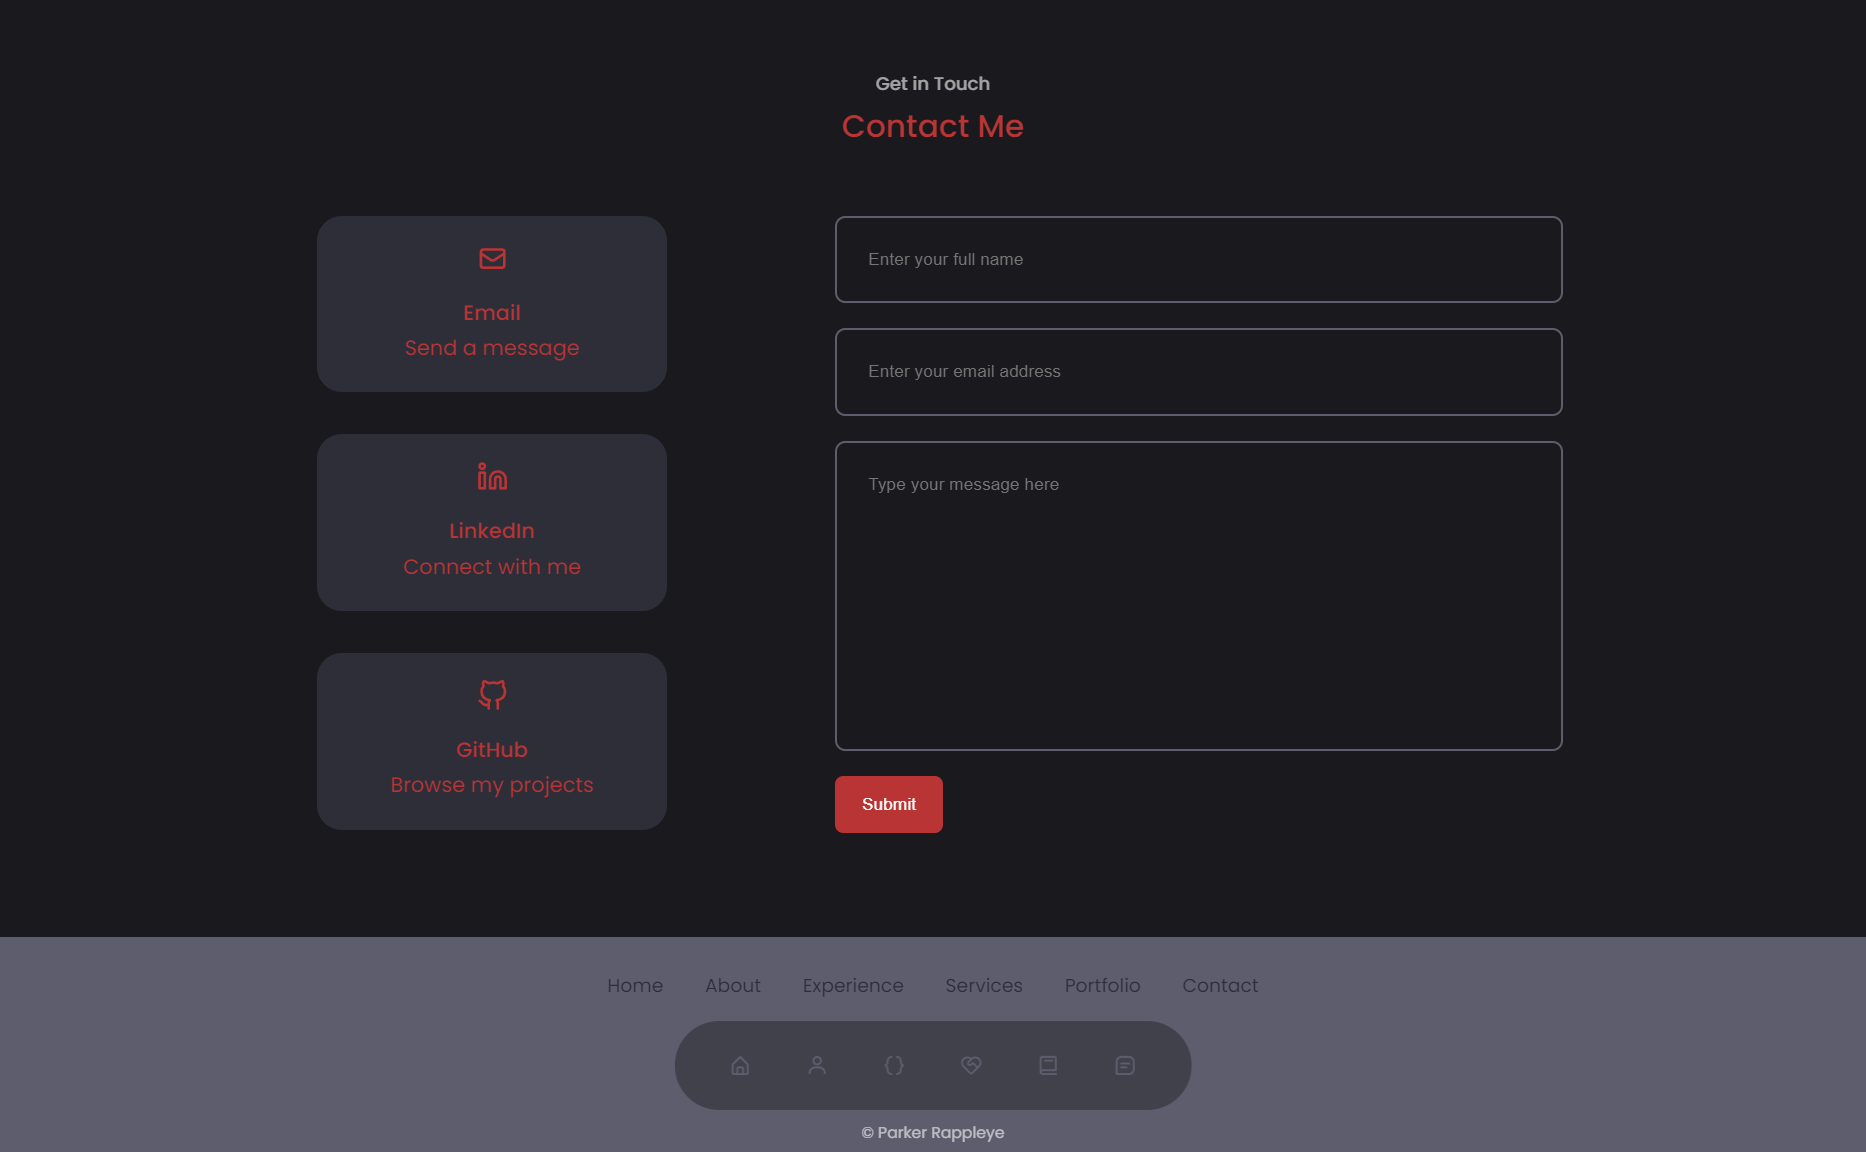 Get in Touch
Contact Me
Email
Send a message
LinkedIn
Connect with me
GitHub
Browse my projects
Enter your full name
Enter your email address
Type your message here
Submit
Home About Experience Services Portfolio Contact
© Parker Rappleye